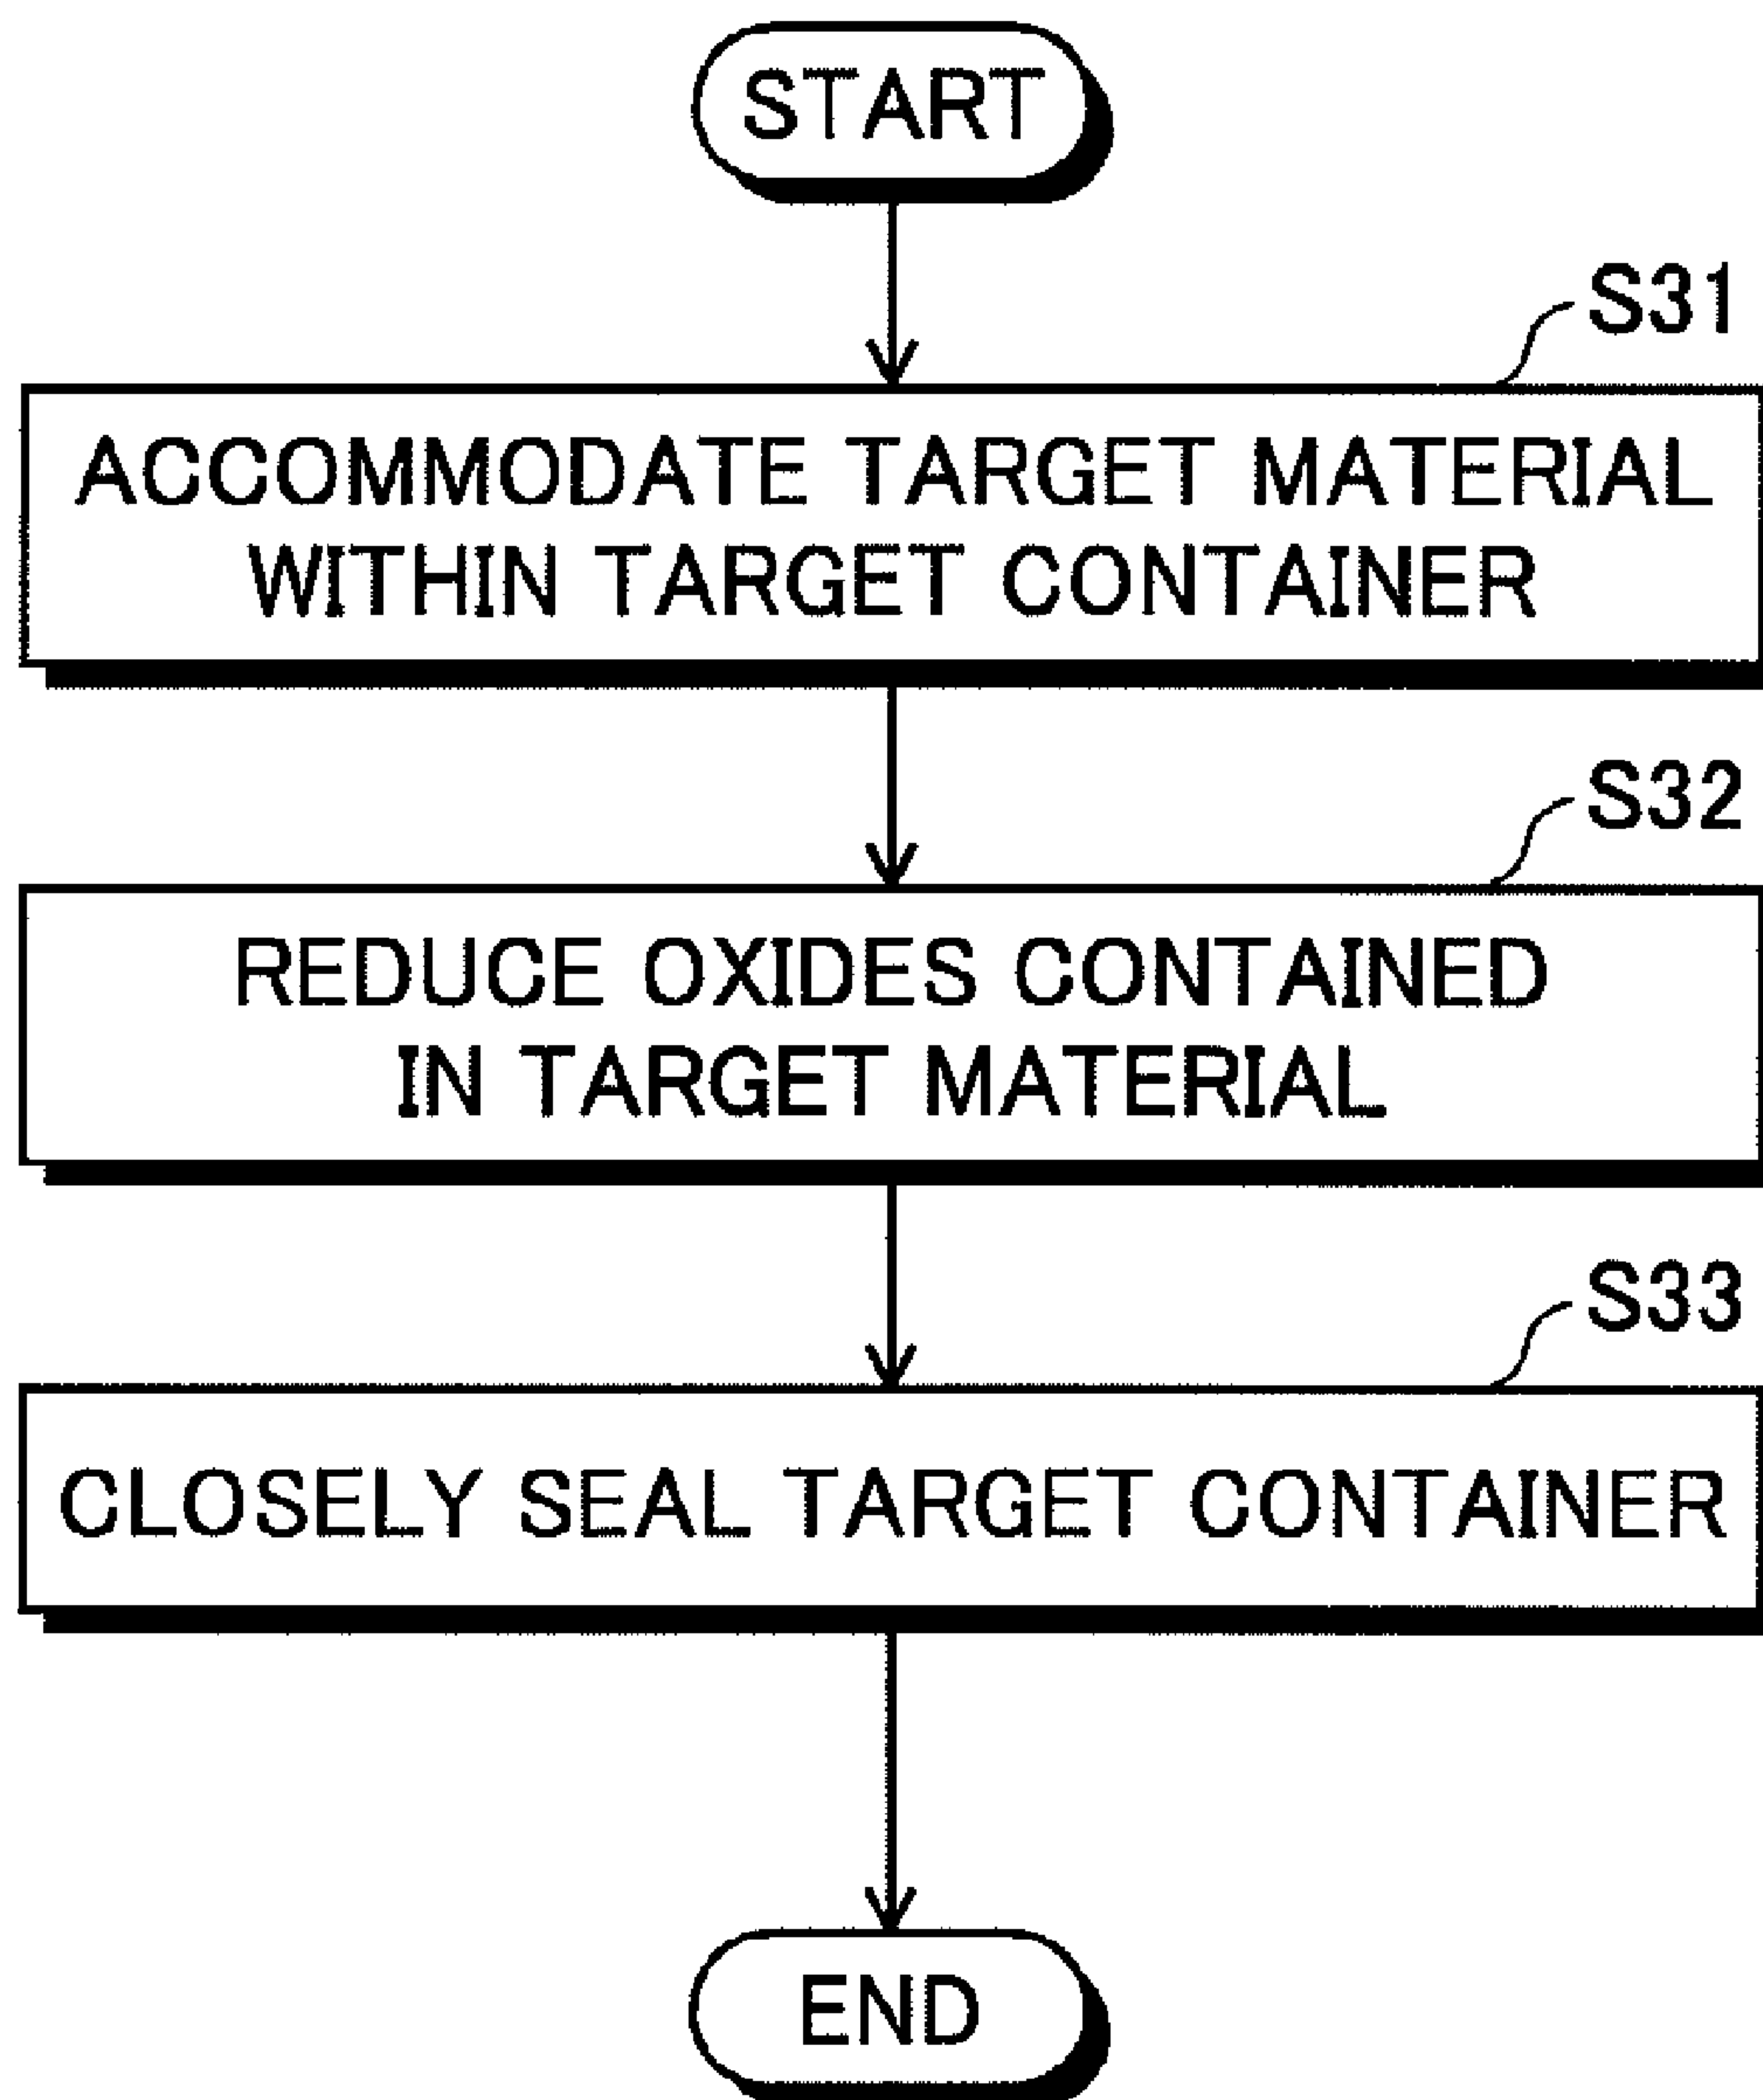 START
S31
ACCOMMODATE TARGET MATERIAL
WITHIN TARGET CONTAINER
S32
REDUCE OXIDES CONTAINED
IN TARGET MATERIAL
S33
CLOSELY SEAL TARGET CONTAINER
END